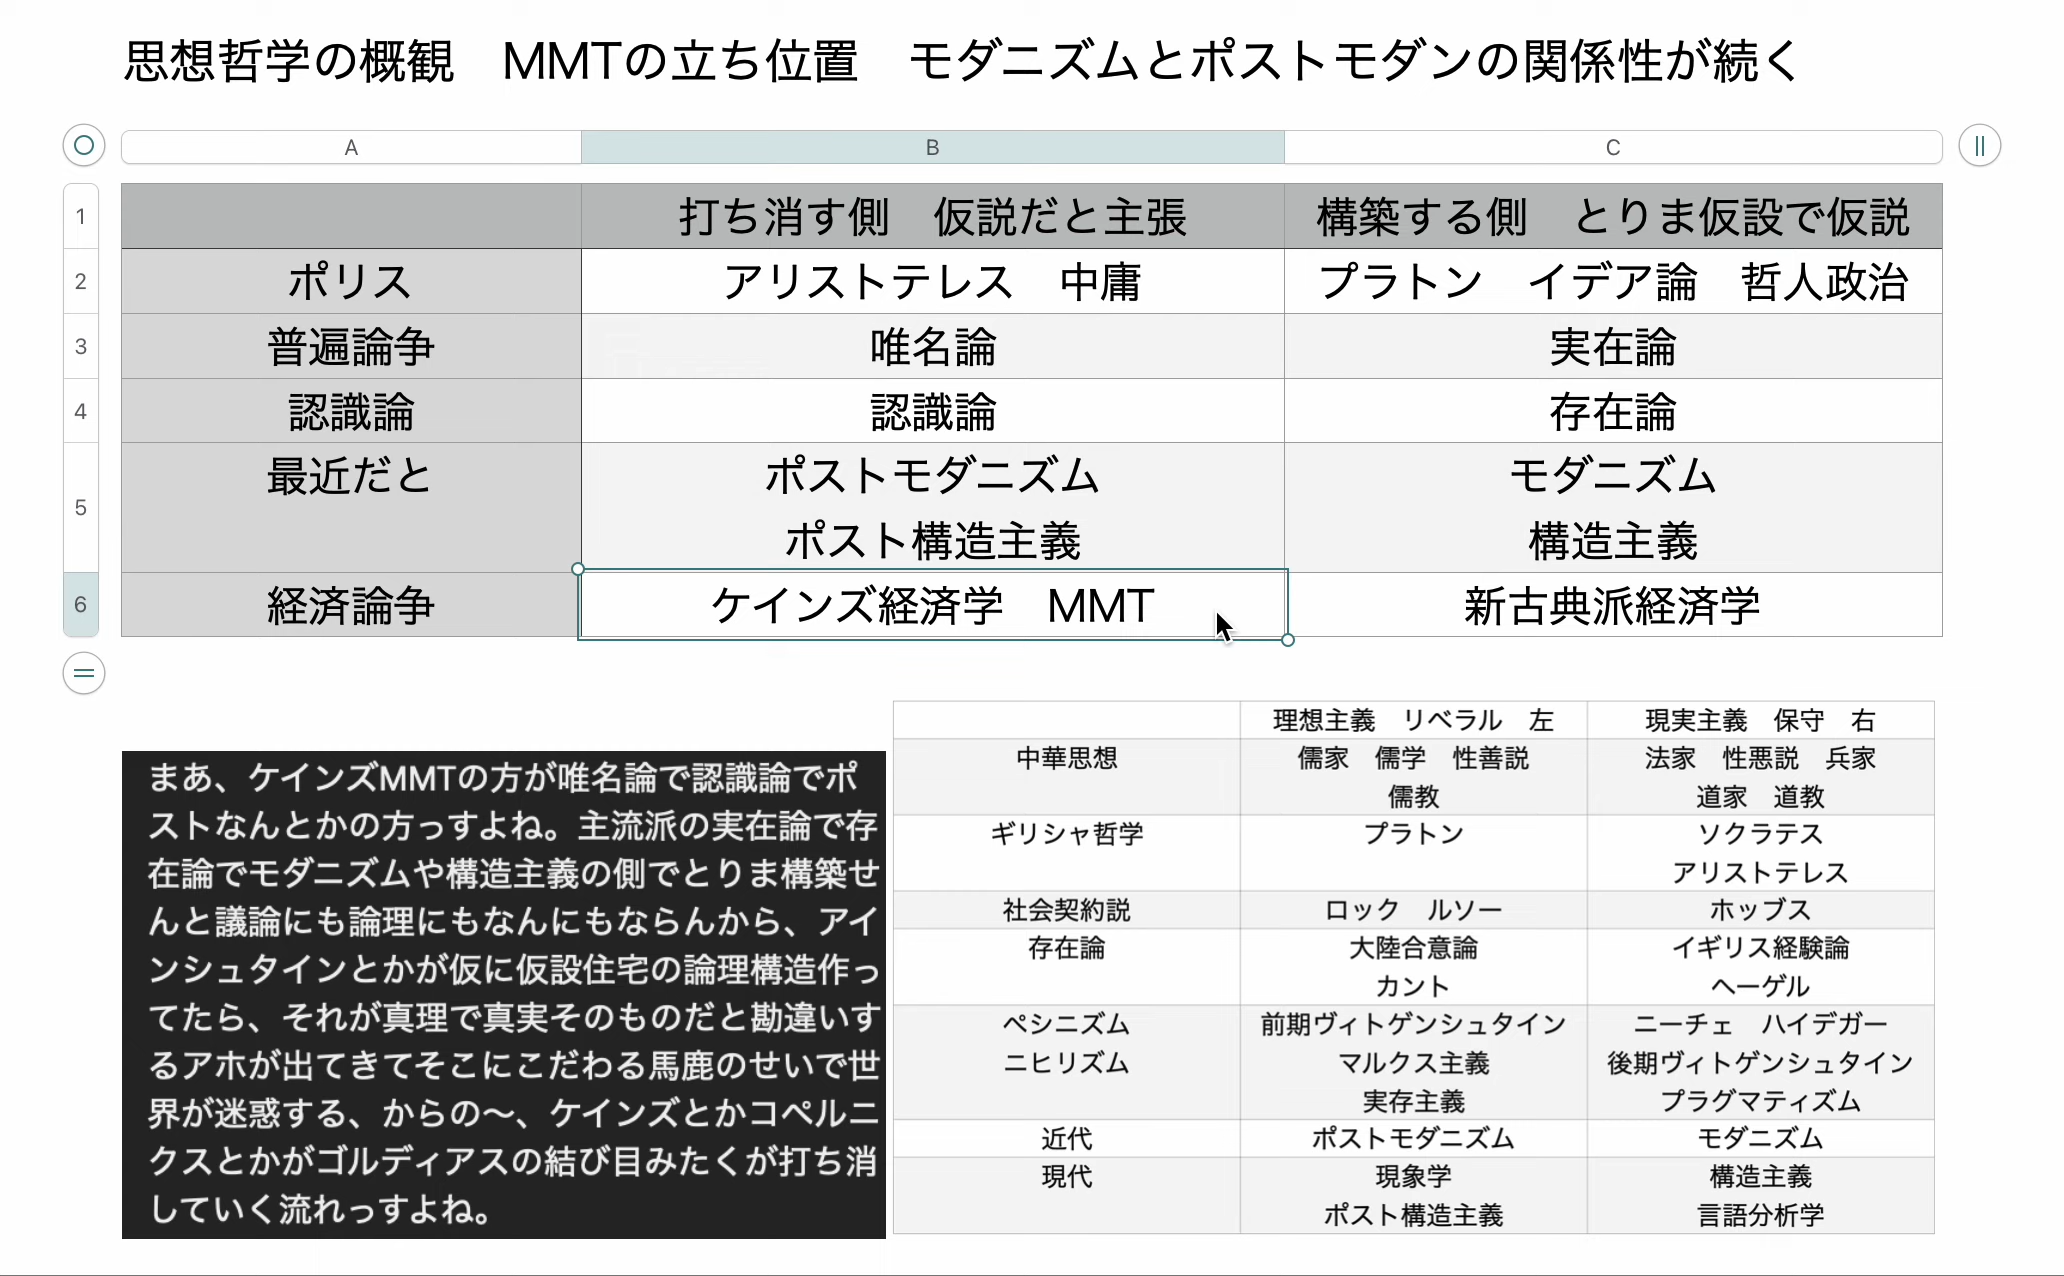 思想哲学の概観　MMTの立ち位置　モダニズムとポストモダンの関係性が続く
A B C
1 打ち消す側　仮説だと主張 構築する側　とりま仮設で仮説
2 ポリス アリストテレス　中庸 プラトン　イデア論　哲人政治
3 普遍論争 唯名論 実在論
4 認識論 認識論 存在論
最近だと ポストモダニズム モダニズム
5 ポスト構造主義 構造主義
6 経済論争 ケインズ経済学　MMT 新古典派経済学
まあ、ケインズMMTの方が唯名論で認識論でポ
ストなんとかの方っすよね。主流派の実在論で存
在論でモダニズムや構造主義の側でとりま構築せ
んと議論にも論理にもなんにもならんから、アイ
ンシュタインとかが仮に仮設住宅の論理構造作っ
てたら、それが真理で真実そのものだと勘違いす
るアホが出てきてそこにこだわる馬鹿のせいで世
界が迷惑する、からの〜、ケインズとかコペルニ
クスとかがゴルディアスの結び目みたくが打ち消
していく流れっすよね。
理想主義　リベラル　左 現実主義　保守　右
中華思想 儒家　儒学　性善説 法家　性悪説　兵家
儒教 道家　道教
ギリシャ哲学 プラトン ソクラテス
アリストテレス
社会契約説 ロック　ルソー ホッブス
存在論 大陸合意論 イギリス経験論
カント ヘーゲル
ペシニズム 前期ヴィトゲンシュタイン ニーチェ　ハイデガー
ニヒリズム マルクス主義 後期ヴィトゲンシュタイン
実存主義 プラグマティズム
近代 ポストモダニズム モダニズム
現代 現象学 構造主義
ポスト構造主義 言語分析学